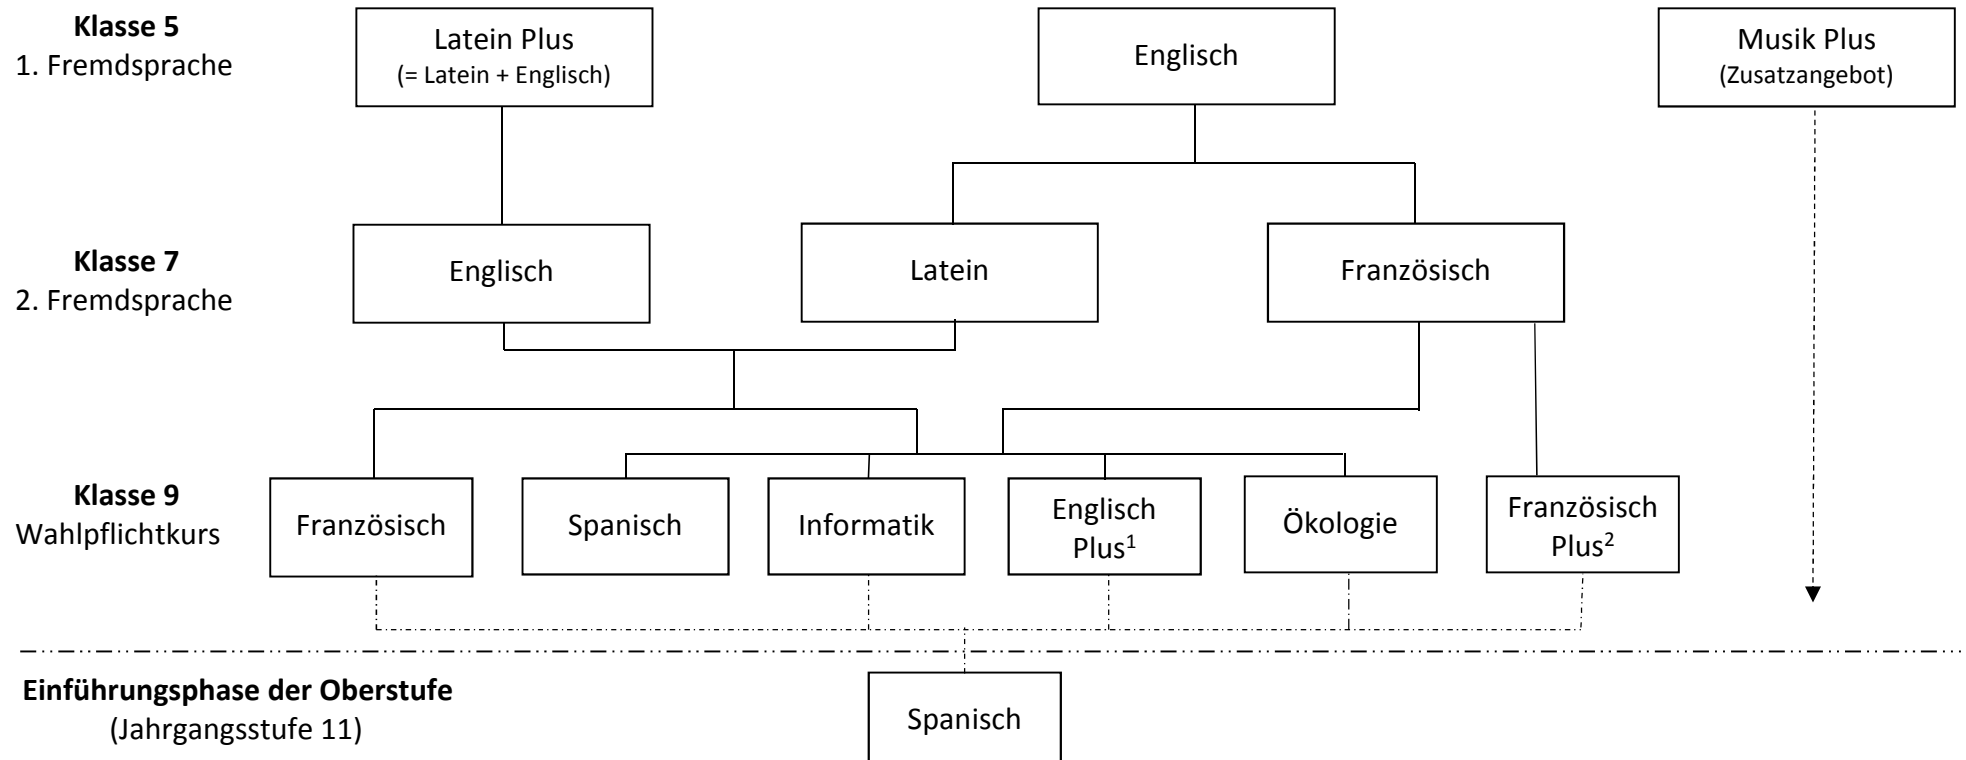 Klasse 5
1. Fremdsprache
Latein Plus
(= Latein + Englisch)
Englisch
Musik Plus
(Zusatzangebot)
Klasse 7
2. Fremdsprache
Englisch
Latein
Französisch
Klasse 9
Wahlpflichtkurs
Französisch
Spanisch
Informatik
Englisch
Plus¹
Ökologie
Französisch
Plus²
Einführungsphase der Oberstufe
(Jahrgangsstufe 11)
Spanisch